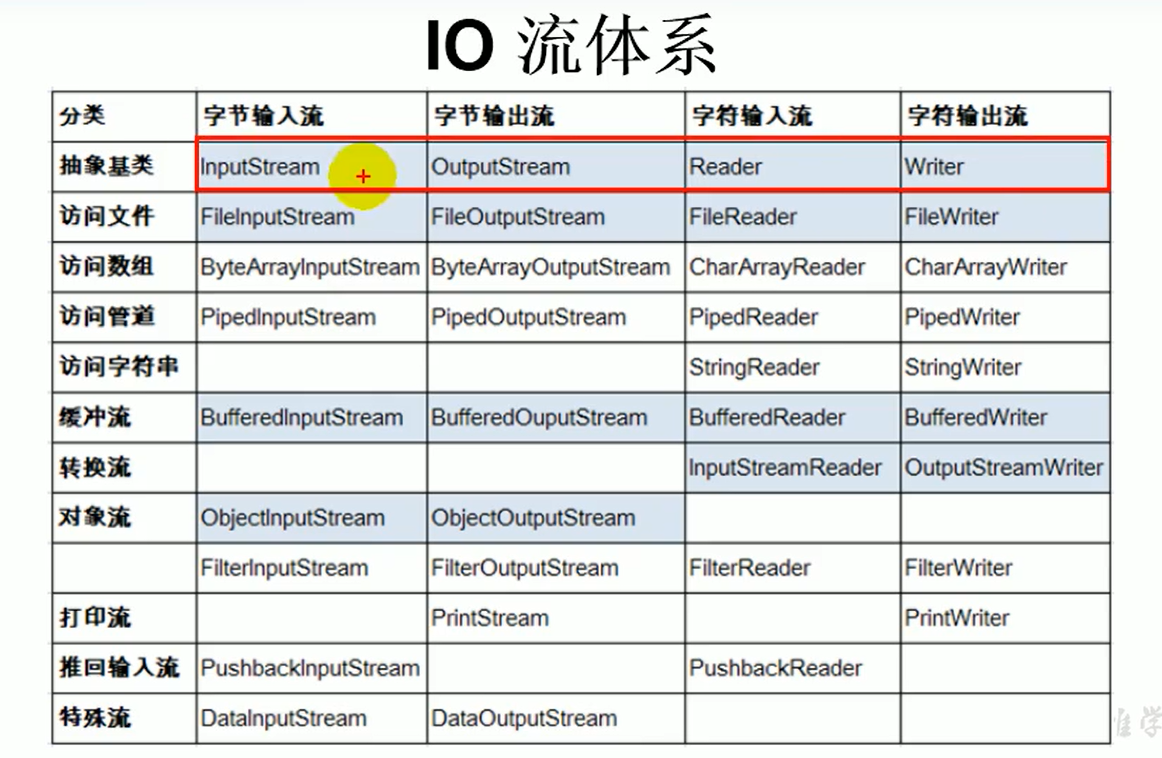 IO 流体系
分类 字节输入流 字节输出流 字符输入流 字符输出流
抽象基类 InputStream OutputStream Reader Writer
访问文件 FileInputStream FileOutputStream FileReader FileWriter
访问数组 ByteArrayInputStream ByteArrayOutputStream CharArrayReader CharArrayWriter
访问管道 PipedInputStream PipedOutputStream PipedReader PipedWriter
访问字符串 StringReader StringWriter
缓冲流 BufferedInputStream BufferedOuputStream BufferedReader BufferedWriter
转换流 InputStreamReader OutputStreamWriter
对象流 ObjectInputStream ObjectOutputStream
FilterInputStream FilterOutputStream FilterReader FilterWriter
打印流 PrintStream PrintWriter
推回输入流 PushbackInputStream PushbackReader
特殊流 DataInputStream DataOutputStream